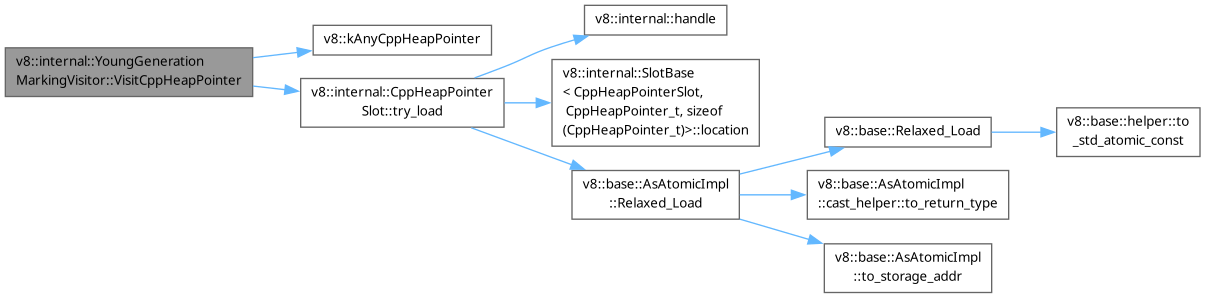 v8::internal::YoungGeneration
MarkingVisitor::VisitCppHeapPointer
v8::kAnyCppHeapPointer
v8::internal::CppHeapPointer
Slot::try_load
v8::internal::handle
v8::internal::SlotBase
< CppHeapPointerSlot,
CppHeapPointer_t, sizeof
(CppHeapPointer_t)>::location
v8::base::AsAtomicImpl
::Relaxed_Load
v8::base::Relaxed_Load
v8::base::helper::to
_std_atomic_const
v8::base::AsAtomicImpl
::cast_helper::to_return_type
v8::base::AsAtomicImpl
::to_storage_addr